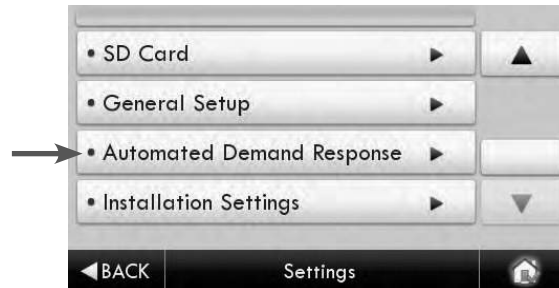 • SD Card
• General Setup
• Automated Demand Response
• Installation Settings
BACK Settings